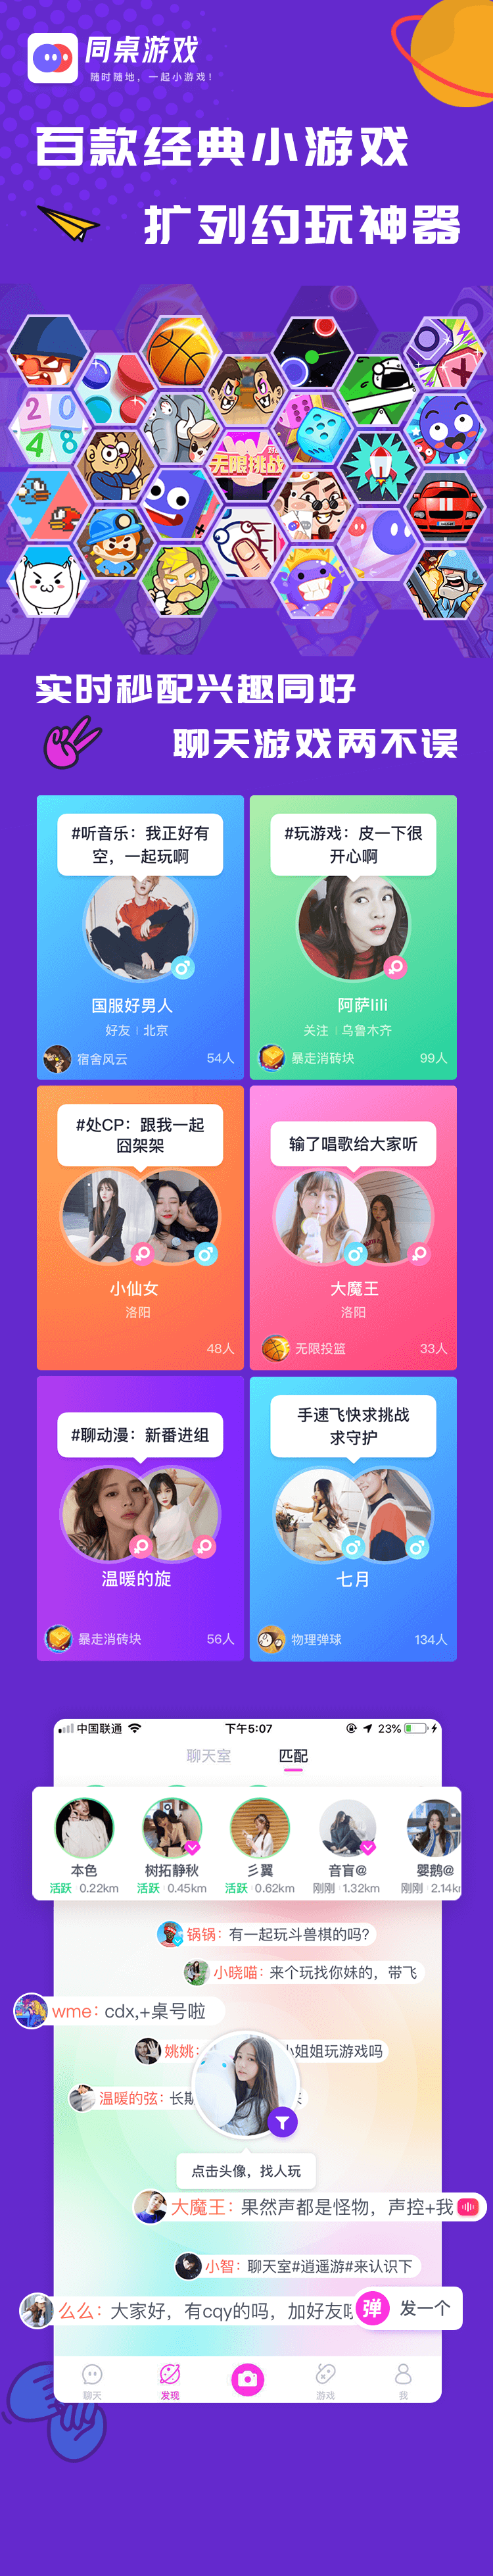 同桌游戏
随时随地，一起小游戏!
百款经典小游戏
扩列约玩神器
2 0
4 8
无限挑战
实时秒配兴趣同好
聊天游戏两不误
#听音乐：我正好有
空，一起玩啊
国服好男人
好友 | 北京
宿舍风云
54人
#玩游戏：皮一下很
开心啊
阿萨lili
关注 | 乌鲁木齐
暴走消砖块
99人
#处CP：跟我一起
囧架架
小仙女
洛阳
48人
输了唱歌给大家听
大魔王
洛阳
无限投篮
33人
#聊动漫：新番进组
温暖的旋
暴走消砖块
56人
手速飞快求挑战
求守护
七月
物理弹球
134人
中国联通
下午5:07
23%
聊天室
匹配
本色
活跃 0.22km
树拓静秋
活跃 0.45km
彡翼
活跃 0.62km
音盲@
刚刚 1.32km
婴鹊@
刚刚 2.14k
锅锅：有一起玩斗兽棋的吗?
小晓喵：来个玩找你妹的，带飞
wme：cdx,+桌号啦
姚姚：
小姐姐玩游戏吗
温暖的弦：长期
点击头像，找人玩
大魔王：果然声都是怪物，声控+我
小智：聊天室#逍遥游#来认识下
么么：大家好，有cqy的吗，加好友
弹 发一个
聊天
发现
游戏
我